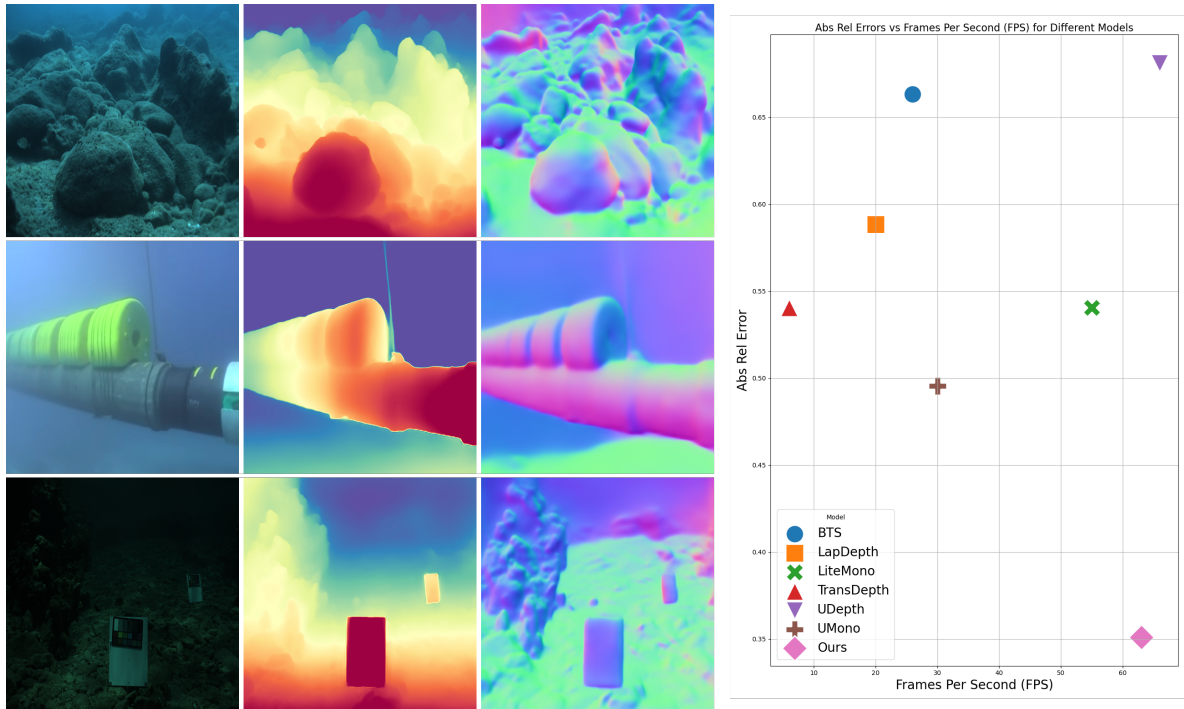 Abs Rel Errors vs Frames Per Second (FPS) for Different Models
Abs Rel Error
0.65
0.60
0.55
0.50
0.45
0.40
0.35
Model
BTS
LapDepth
LiteMono
TransDepth
UDepth
UMono
Ours
10
20
30
40
50
60
Frames Per Second (FPS)